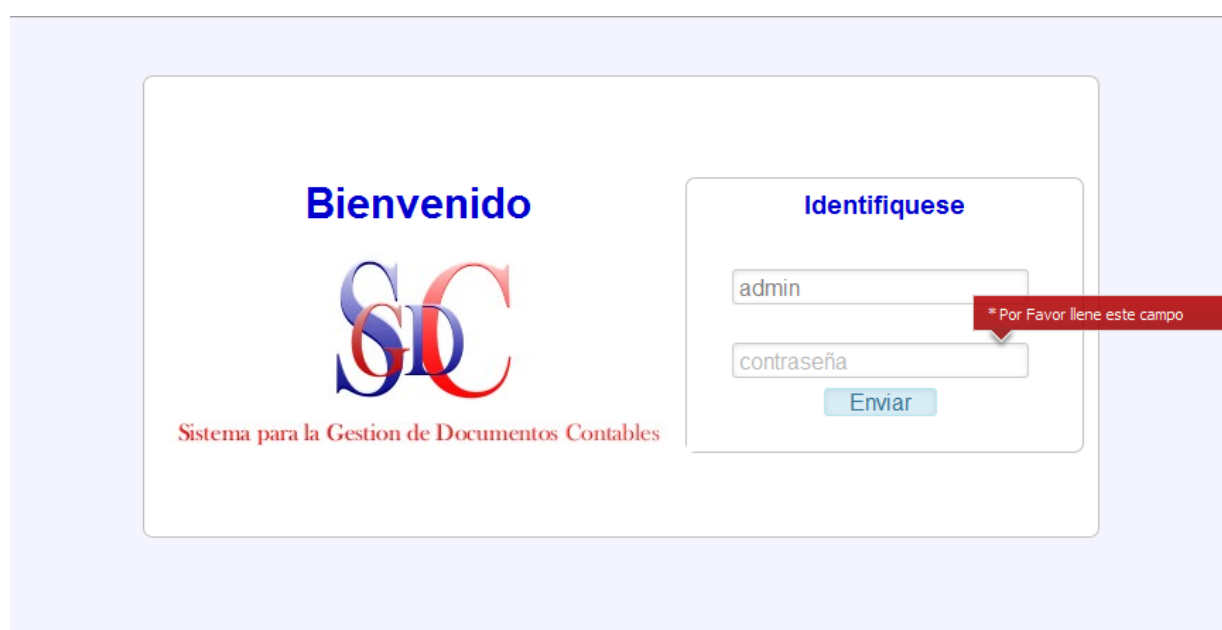 Bienvenido
SGDC
Sistema para la Gestion de Documentos Contables
Identifiquese
admin
* Por Favor llene este campo
contraseña
Enviar